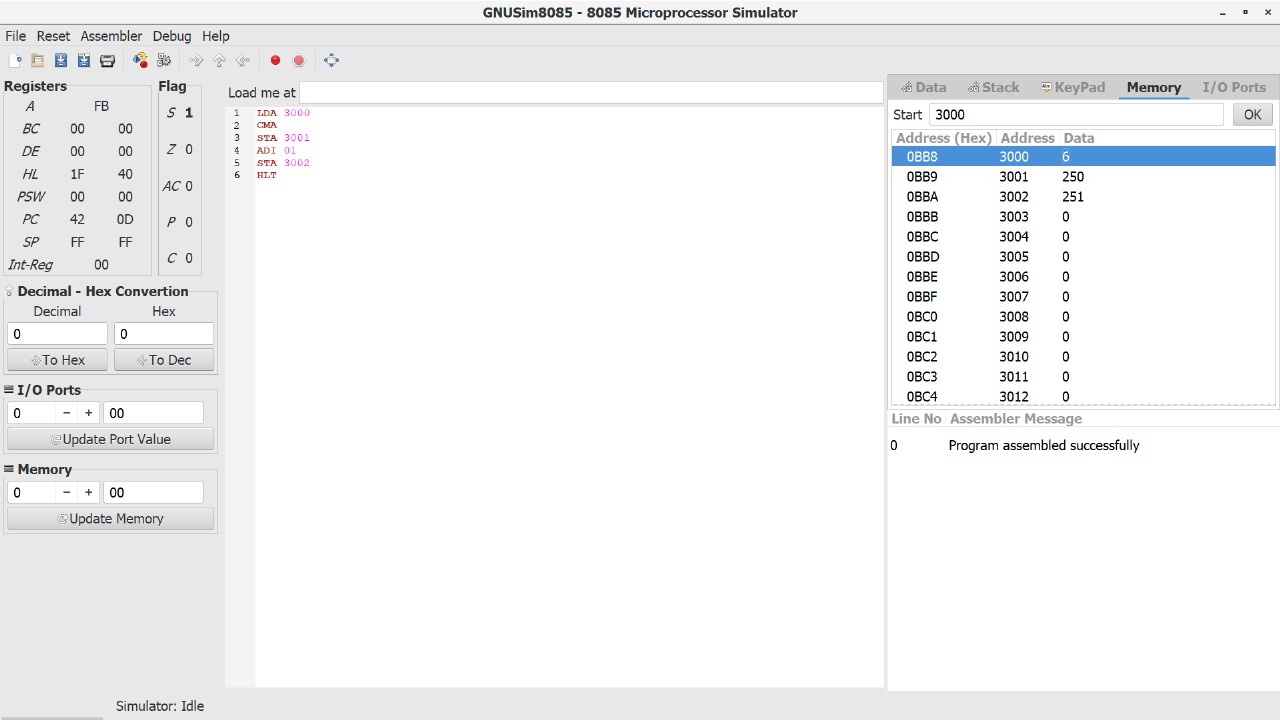 GNUSim8085 - 8085 Microprocessor Simulator
File Reset Assembler Debug Help
Registers
A FB
BC 00 00
DE 00 00
HL 1F 40
PSW 00 00
PC 42 0D
SP FF FF
Int-Reg 00
Flag
S 1
Z 0
AC 0
P 0
C 0
Decimal - Hex Convertion
Decimal Hex
0 0
To Hex To Dec
I/O Ports
0 − + 00
Update Port Value
Memory
0 − + 00
Update Memory
Load me at
1 LDA 3000
2 CMA
3 STA 3001
4 ADI 01
5 STA 3002
6 HLT
Data Stack KeyPad Memory I/O Ports
Start 3000 OK
Address (Hex) Address Data
0BB8 3000 6
0BB9 3001 250
0BBA 3002 251
0BBB 3003 0
0BBC 3004 0
0BBD 3005 0
0BBE 3006 0
0BBF 3007 0
0BC0 3008 0
0BC1 3009 0
0BC2 3010 0
0BC3 3011 0
0BC4 3012 0
Line No Assembler Message
0 Program assembled successfully
Simulator: Idle